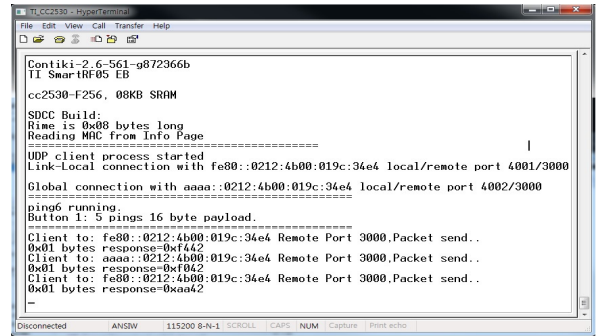 TI_CC2530 - HyperTerminal
File Edit View Call Transfer Help
Contiki-2.6-561-g872366b
TI SmartRF05 EB
cc2530-F256, 08KB SRAM
SDCC Build:
Rime is 0x08 bytes long
Reading MAC from Info Page
==========================================
UDP client process started
Link-Local connection with fe80::0212:4b00:019c:34e4 local/remote port 4001/3000
Global connection with aaaa::0212:4b00:019c:34e4 local/remote port 4002/3000
===============================================
ping6 running.
Button 1: 5 pings 16 byte payload.
===============================================
Client to: fe80::0212:4b00:019c:34e4 Remote Port 3000,Packet send..
0x01 bytes response=0xf442
Client to: aaaa::0212:4b00:019c:34e4 Remote Port 3000,Packet send..
0x01 bytes response=0xf042
Client to: fe80::0212:4b00:019c:34e4 Remote Port 3000,Packet send..
0x01 bytes response=0xaa42
Disconnected ANSIW 115200 8-N-1 SCROLL CAPS NUM Capture Print echo